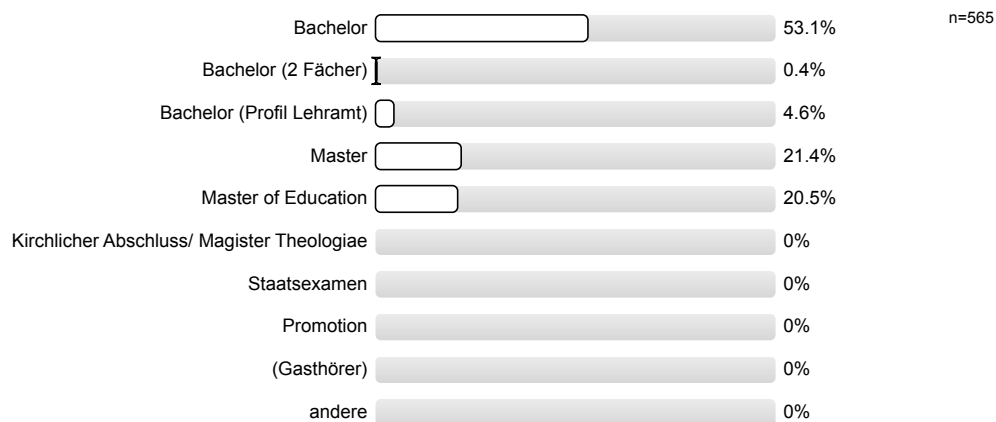 n=565
Bachelor 53.1%
Bachelor (2 Fächer) 0.4%
Bachelor (Profil Lehramt) 4.6%
Master 21.4%
Master of Education 20.5%
Kirchlicher Abschluss/ Magister Theologiae 0%
Staatsexamen 0%
Promotion 0%
(Gasthörer) 0%
andere 0%